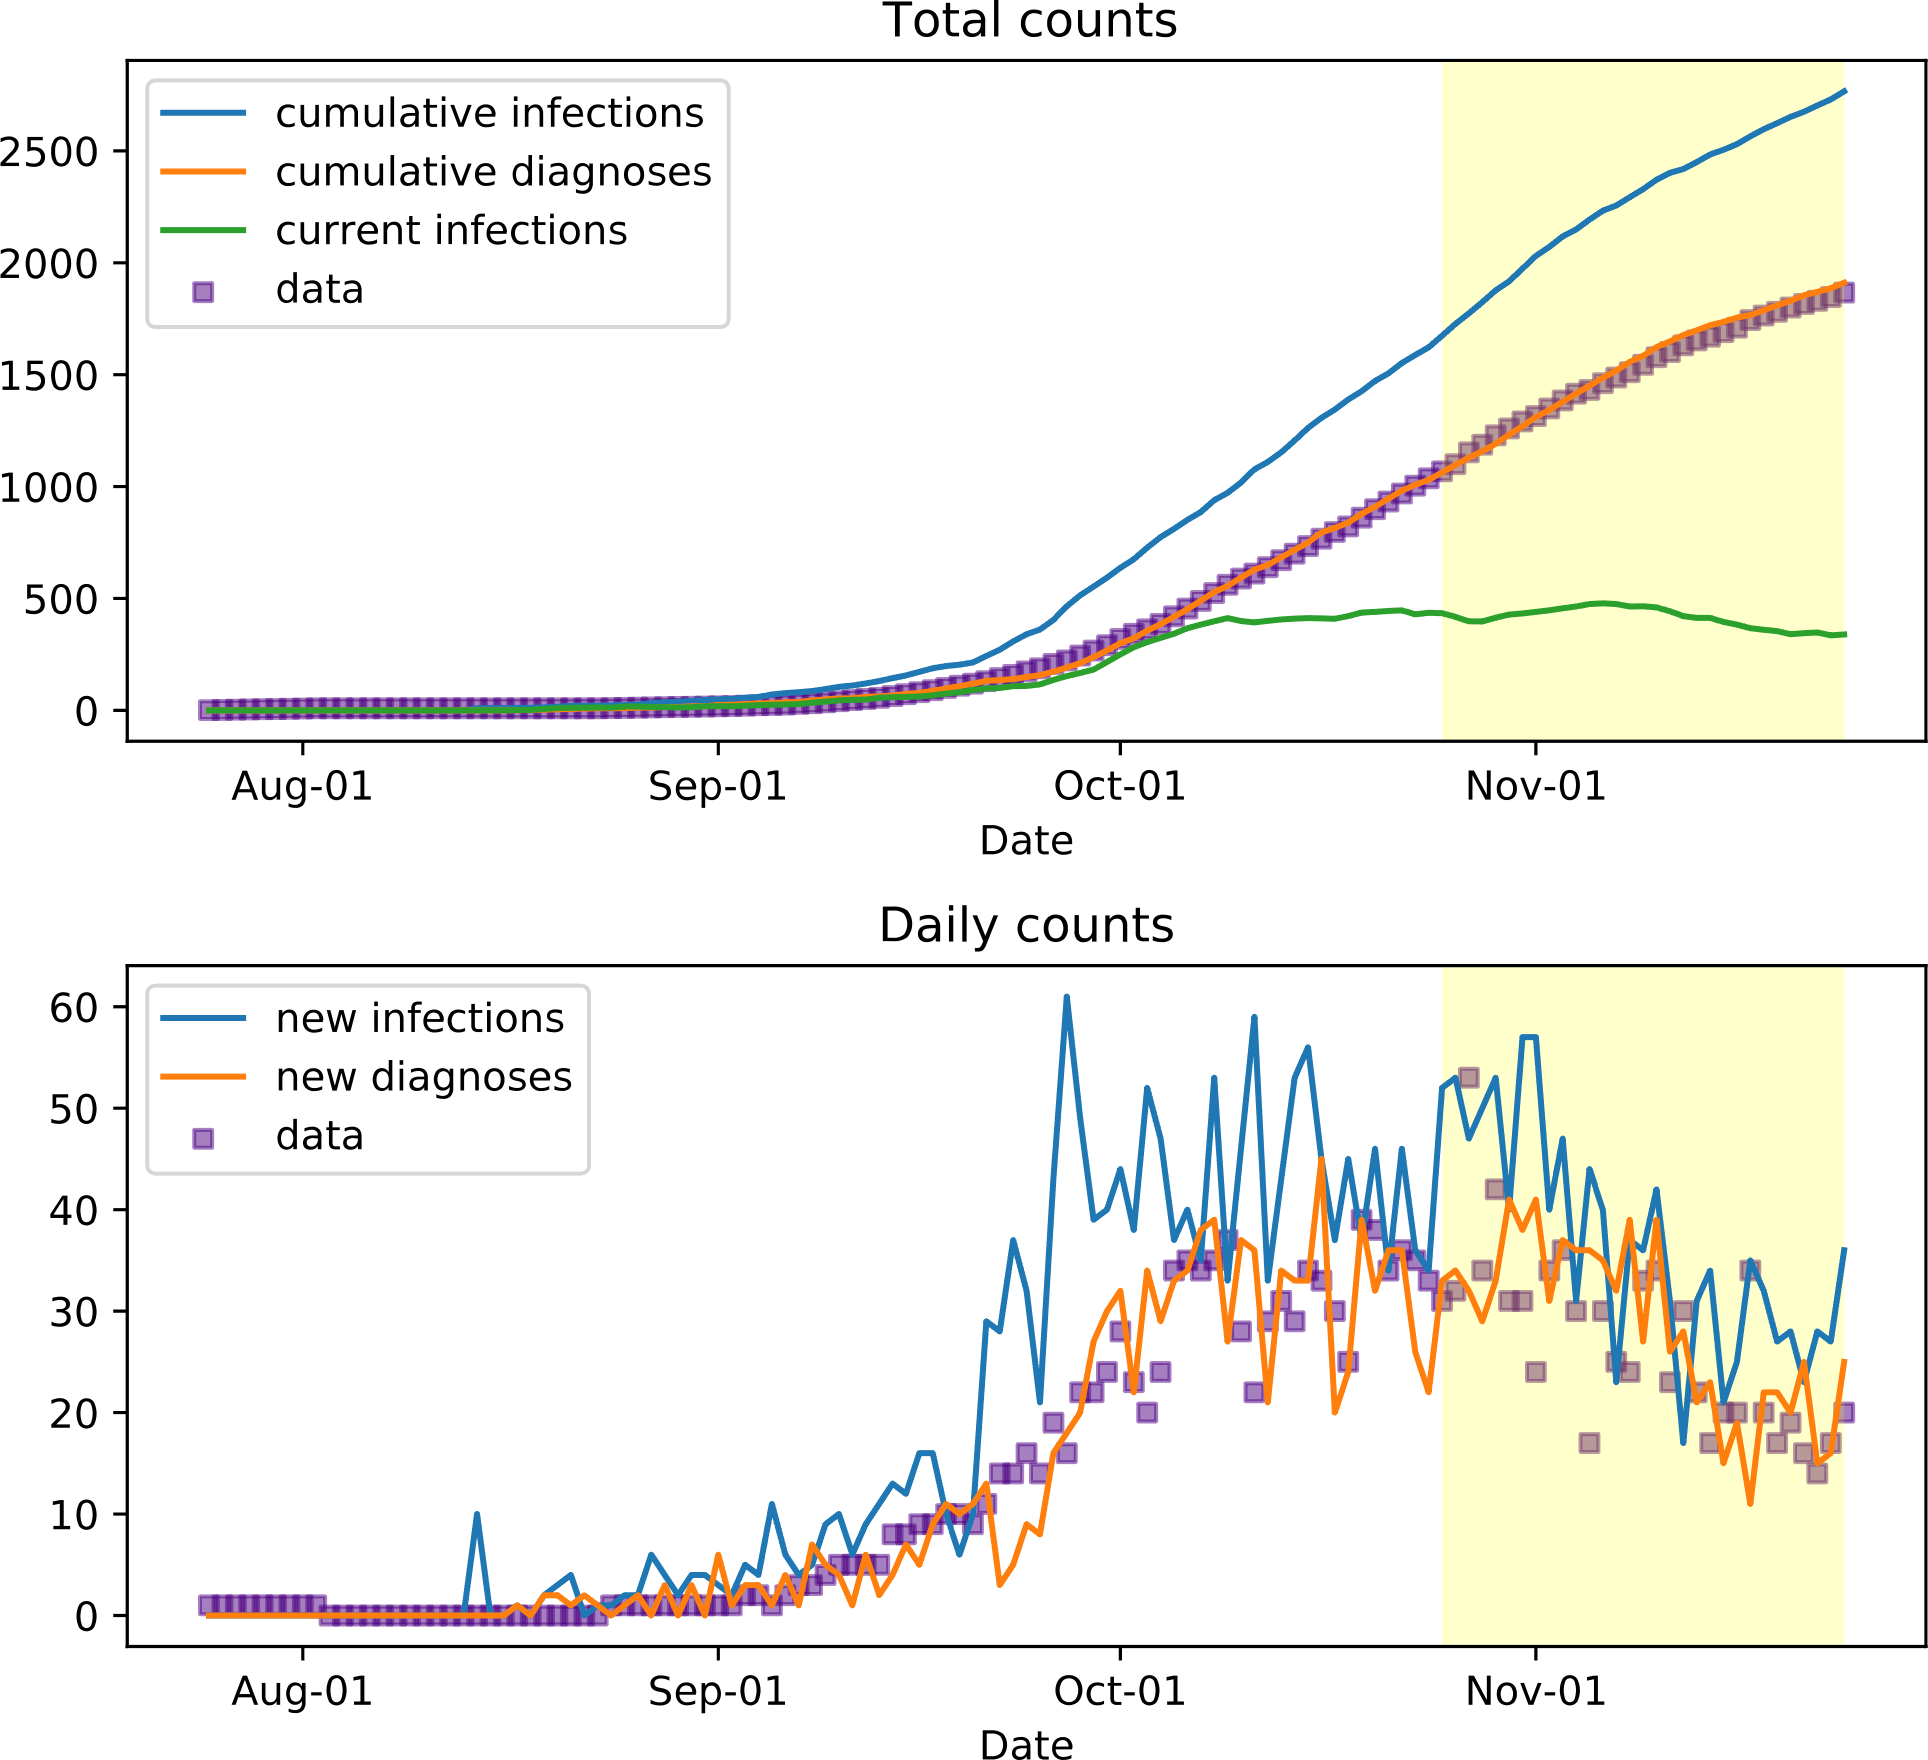 Total counts
cumulative infections
cumulative diagnoses
current infections
data
2500
2000
1500
1000
500
0
Aug-01 Sep-01 Oct-01 Nov-01
Date
Daily counts
new infections
new diagnoses
data
60
50
40
30
20
10
0
Aug-01 Sep-01 Oct-01 Nov-01
Date